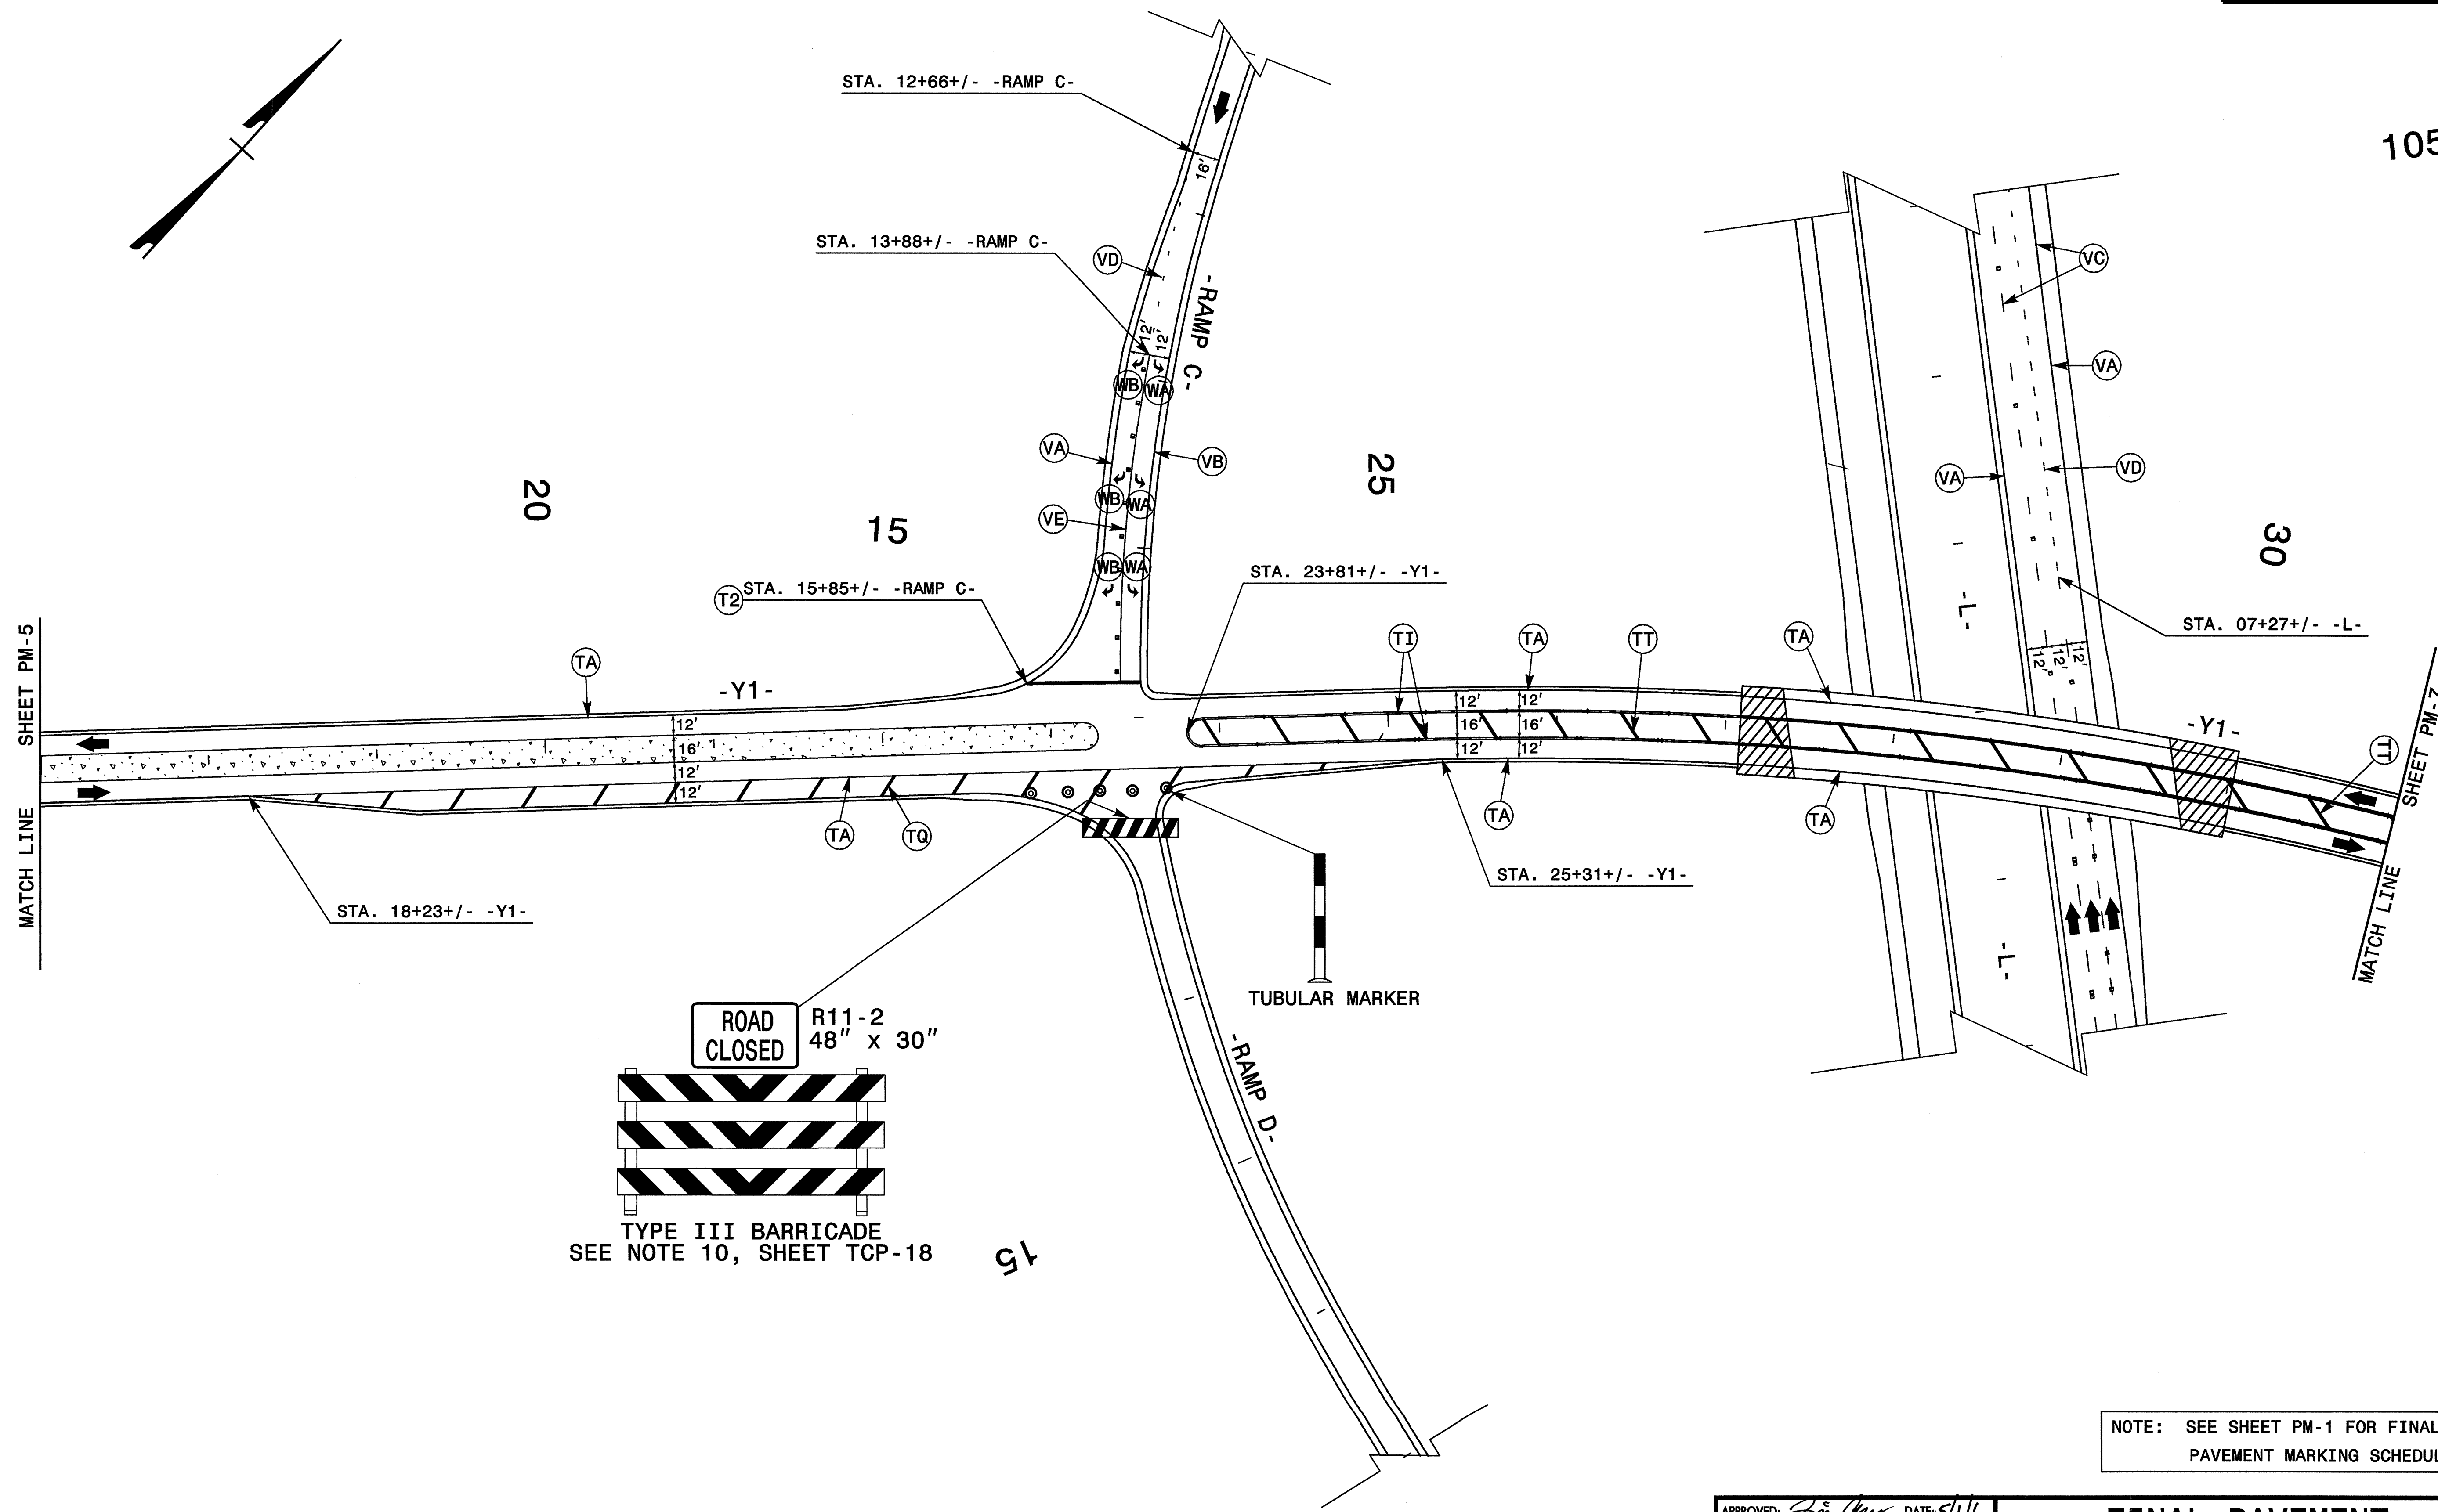 STA. 12+66+/- -RAMP C-
105
16'
STA. 13+88+/- -RAMP C-
VD
VC
-RAMP C-
12'
12'
VA
WB
WA
VA
VB
VA
VD
20
25
WB
WA
15
VE
30
WB
WA
STA. 23+81+/- -Y1-
T2
STA. 15+85+/- -RAMP C-
-L-
STA. 07+27+/- -L-
TA
TI
TA
TT
TA
12'
12'
12'
MATCH LINE SHEET PM-5
-Y1-
12'
16'
12'
12'
12'
16'
12'
12'
16'
12'
-Y1-
TT
MATCH LINE SHEET PM-7
TA
TQ
TA
TA
STA. 25+31+/- -Y1-
STA. 18+23+/- -Y1-
-L-
TUBULAR MARKER
ROAD
CLOSED
R11-2
48" x 30"
-RAMP D-
TYPE III BARRICADE
SEE NOTE 10, SHEET TCP-18
15
NOTE: SEE SHEET PM-1 FOR FINAL
PAVEMENT MARKING SCHEDUL
APPROVED: DATE:
FINAL PAVEMENT